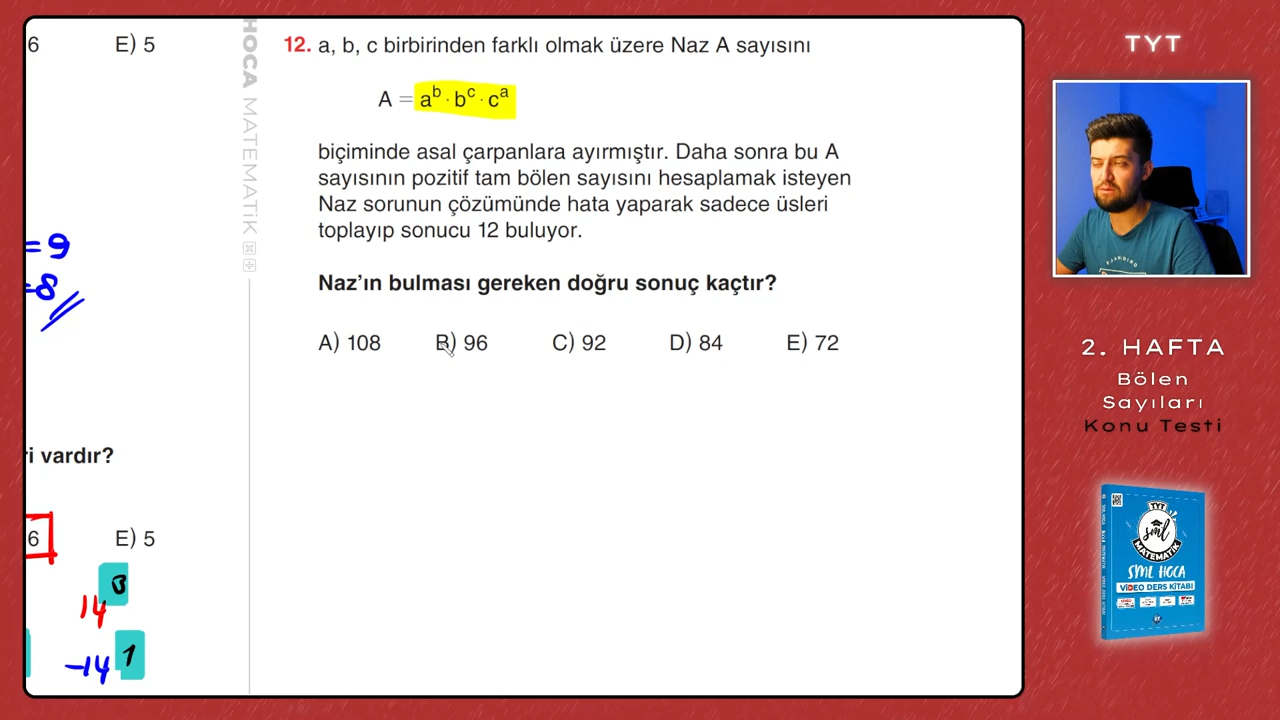 6 E) 5
HOCA MATEMATİK
12. a, b, c birbirinden farklı olmak üzere Naz A sayısını
A = a^b · b^c · c^a
biçiminde asal çarpanlara ayırmıştır. Daha sonra bu A
sayısının pozitif tam bölen sayısını hesaplamak isteyen
Naz sorunun çözümünde hata yaparak sadece üsleri
toplayıp sonucu 12 buluyor.
Naz'ın bulması gereken doğru sonuç kaçtır?
A) 108 B) 96 C) 92 D) 84 E) 72
=9
=8
i vardır?
6 E) 5
14
-14 1
TYT
2. HAFTA
Bölen
Sayıları
Konu Testi
TYT
sml
MATEMATİK
SML HOCA
VİDEO DERS KİTABI